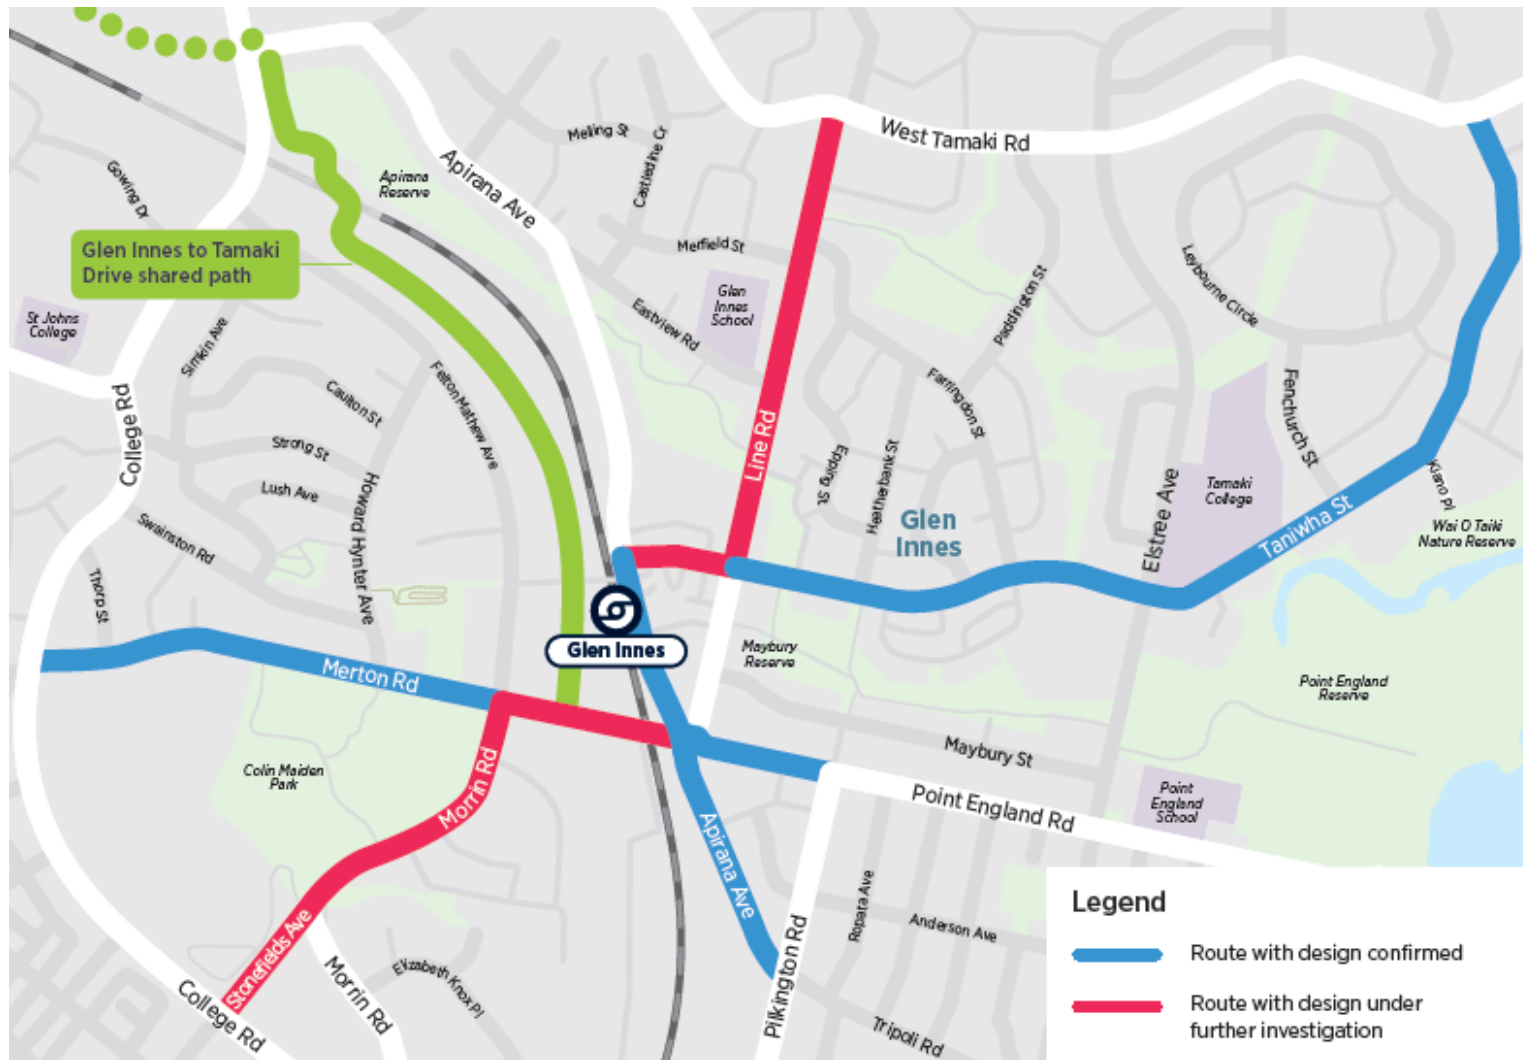 West Tamaki Rd
Melling St
Castledine Cr
Apirana Ave
Apirana
Reserve
Gowing Dr
Glen Innes to Tamaki
Drive shared path
Merfield St
Glen
Innes
School
Eastview Rd
Paddington St
Leybourne Circle
St Johns
College
Simkin Ave
Caulton St
Felton Mathew Ave
Farringdon St
Fenchurch St
College Rd
Strong St
Lush Ave
Howard Hynter Ave
Line Rd
Epping St.
Heatherbank St
Glen
Innes
Elstree Ave
Tamaki
College
Taniwha St
Kiano Pl
Wai O Taiki
Nature Reserve
Swainston Rd
Thorp St
Glen Innes
Maybury
Reserve
Point England
Reserve
Merton Rd
Maybury St
Colin Maiden
Park
Morrin Rd
Point England Rd
Point
England
School
Apirana Ave
Ropata Ave
Anderson Ave
Stonefields Ave
Morrin Rd
Elizabeth Knox Pl
College Rd
Pilkington Rd
Tripoli Rd
Legend
Route with design confirmed
Route with design under
further investigation